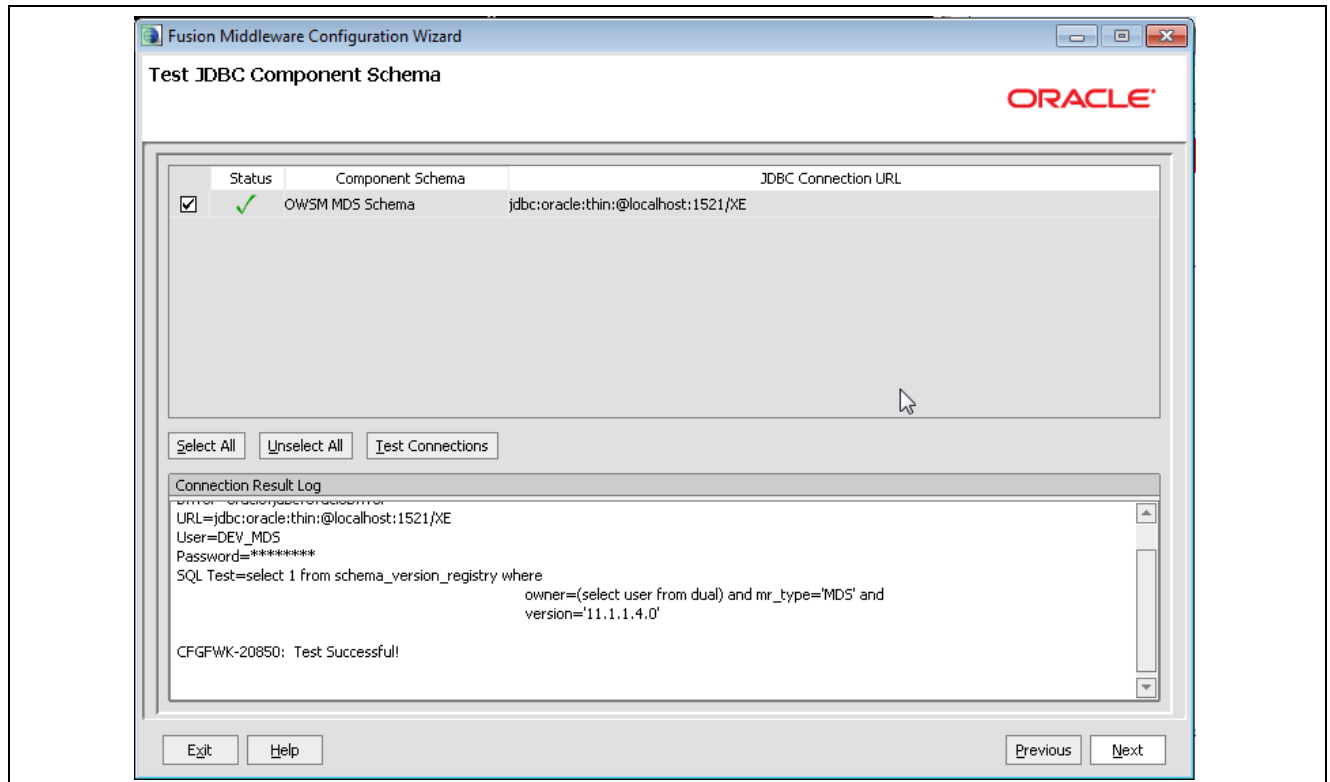 Fusion Middleware Configuration Wizard
Test JDBC Component Schema
ORACLE
Status Component Schema JDBC Connection URL
OWSM MDS Schema jdbc:oracle:thin:@localhost:1521/XE
Select All Unselect All Test Connections
Connection Result Log
URL=jdbc:oracle:thin:@localhost:1521/XE
User=DEV_MDS
Password=********
SQL Test=select 1 from schema_version_registry where
owner=(select user from dual) and mr_type='MDS' and
version='11.1.1.4.0'
CFGFWK-20850: Test Successful!
Exit Help Previous Next